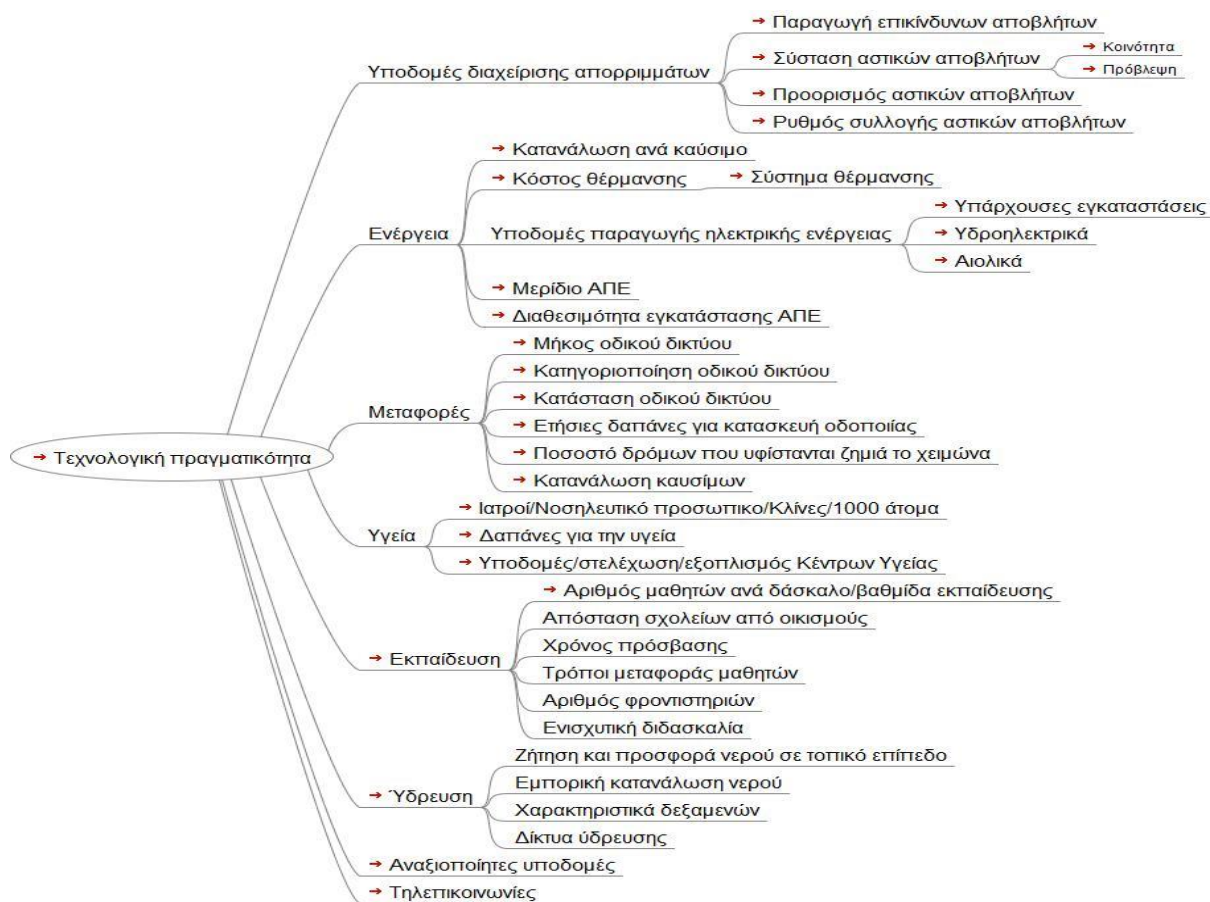 Τεχνολογική πραγματικότητα
Υποδομές διαχείρισης απορριμμάτων
Παραγωγή επικίνδυνων αποβλήτων
Σύσταση αστικών αποβλήτων
Κοινότητα
Πρόβλεψη
Προορισμός αστικών αποβλήτων
Ρυθμός συλλογής αστικών αποβλήτων
Ενέργεια
Κατανάλωση ανά καύσιμο
Κόστος θέρμανσης
Σύστημα θέρμανσης
Υποδομές παραγωγής ηλεκτρικής ενέργειας
Υπάρχουσες εγκαταστάσεις
Υδροηλεκτρικά
Αιολικά
Μερίδιο ΑΠΕ
Διαθεσιμότητα εγκατάστασης ΑΠΕ
Μεταφορές
Μήκος οδικού δικτύου
Κατηγοριοποίηση οδικού δικτύου
Κατάσταση οδικού δικτύου
Ετήσιες δαπάνες για κατασκευή οδοποιίας
Ποσοστό δρόμων που υφίστανται ζημιά το χειμώνα
Κατανάλωση καυσίμων
Υγεία
Ιατροί/Νοσηλευτικό προσωπικο/Κλίνες/1000 άτομα
Δαπάνες για την υγεία
Υποδομές/στελέχωση/εξοπλισμός Κέντρων Υγείας
Εκπαίδευση
Αριθμός μαθητών ανά δάσκαλο/βαθμίδα εκπαίδευσης
Απόσταση σχολείων από οικισμούς
Χρόνος πρόσβασης
Τρόποι μεταφοράς μαθητών
Αριθμός φροντιστηριών
Ενισχυτική διδασκαλία
Ύδρευση
Ζήτηση και προσφορά νερού σε τοπικό επίπεδο
Εμπορική κατανάλωση νερού
Χαρακτηριστικά δεξαμενών
Δίκτυα ύδρευσης
Αναξιοποίητες υποδομές
Τηλεπικοινωνίες